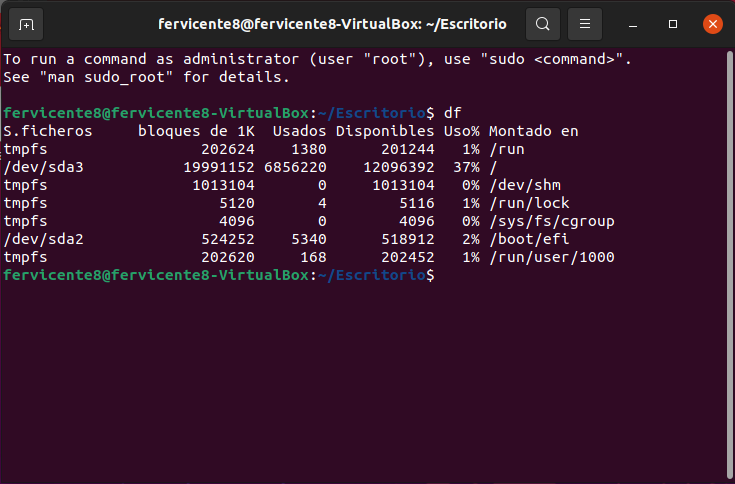 fervicente8@fervicente8-VirtualBox: ~/Escritorio
To run a command as administrator (user "root"), use "sudo <command>".
See "man sudo_root" for details.
fervicente8@fervicente8-VirtualBox:~/Escritorio$ df
S.ficheros     bloques de 1K  Usados Disponibles Uso% Montado en
tmpfs                 202624    1380      201244   1% /run
/dev/sda3           19991152 6856220    12096392  37% /
tmpfs                1013104       0     1013104   0% /dev/shm
tmpfs                   5120       4        5116   1% /run/lock
tmpfs                   4096       0        4096   0% /sys/fs/cgroup
/dev/sda2             524252    5340      518912   2% /boot/efi
tmpfs                 202620     168      202452   1% /run/user/1000
fervicente8@fervicente8-VirtualBox:~/Escritorio$